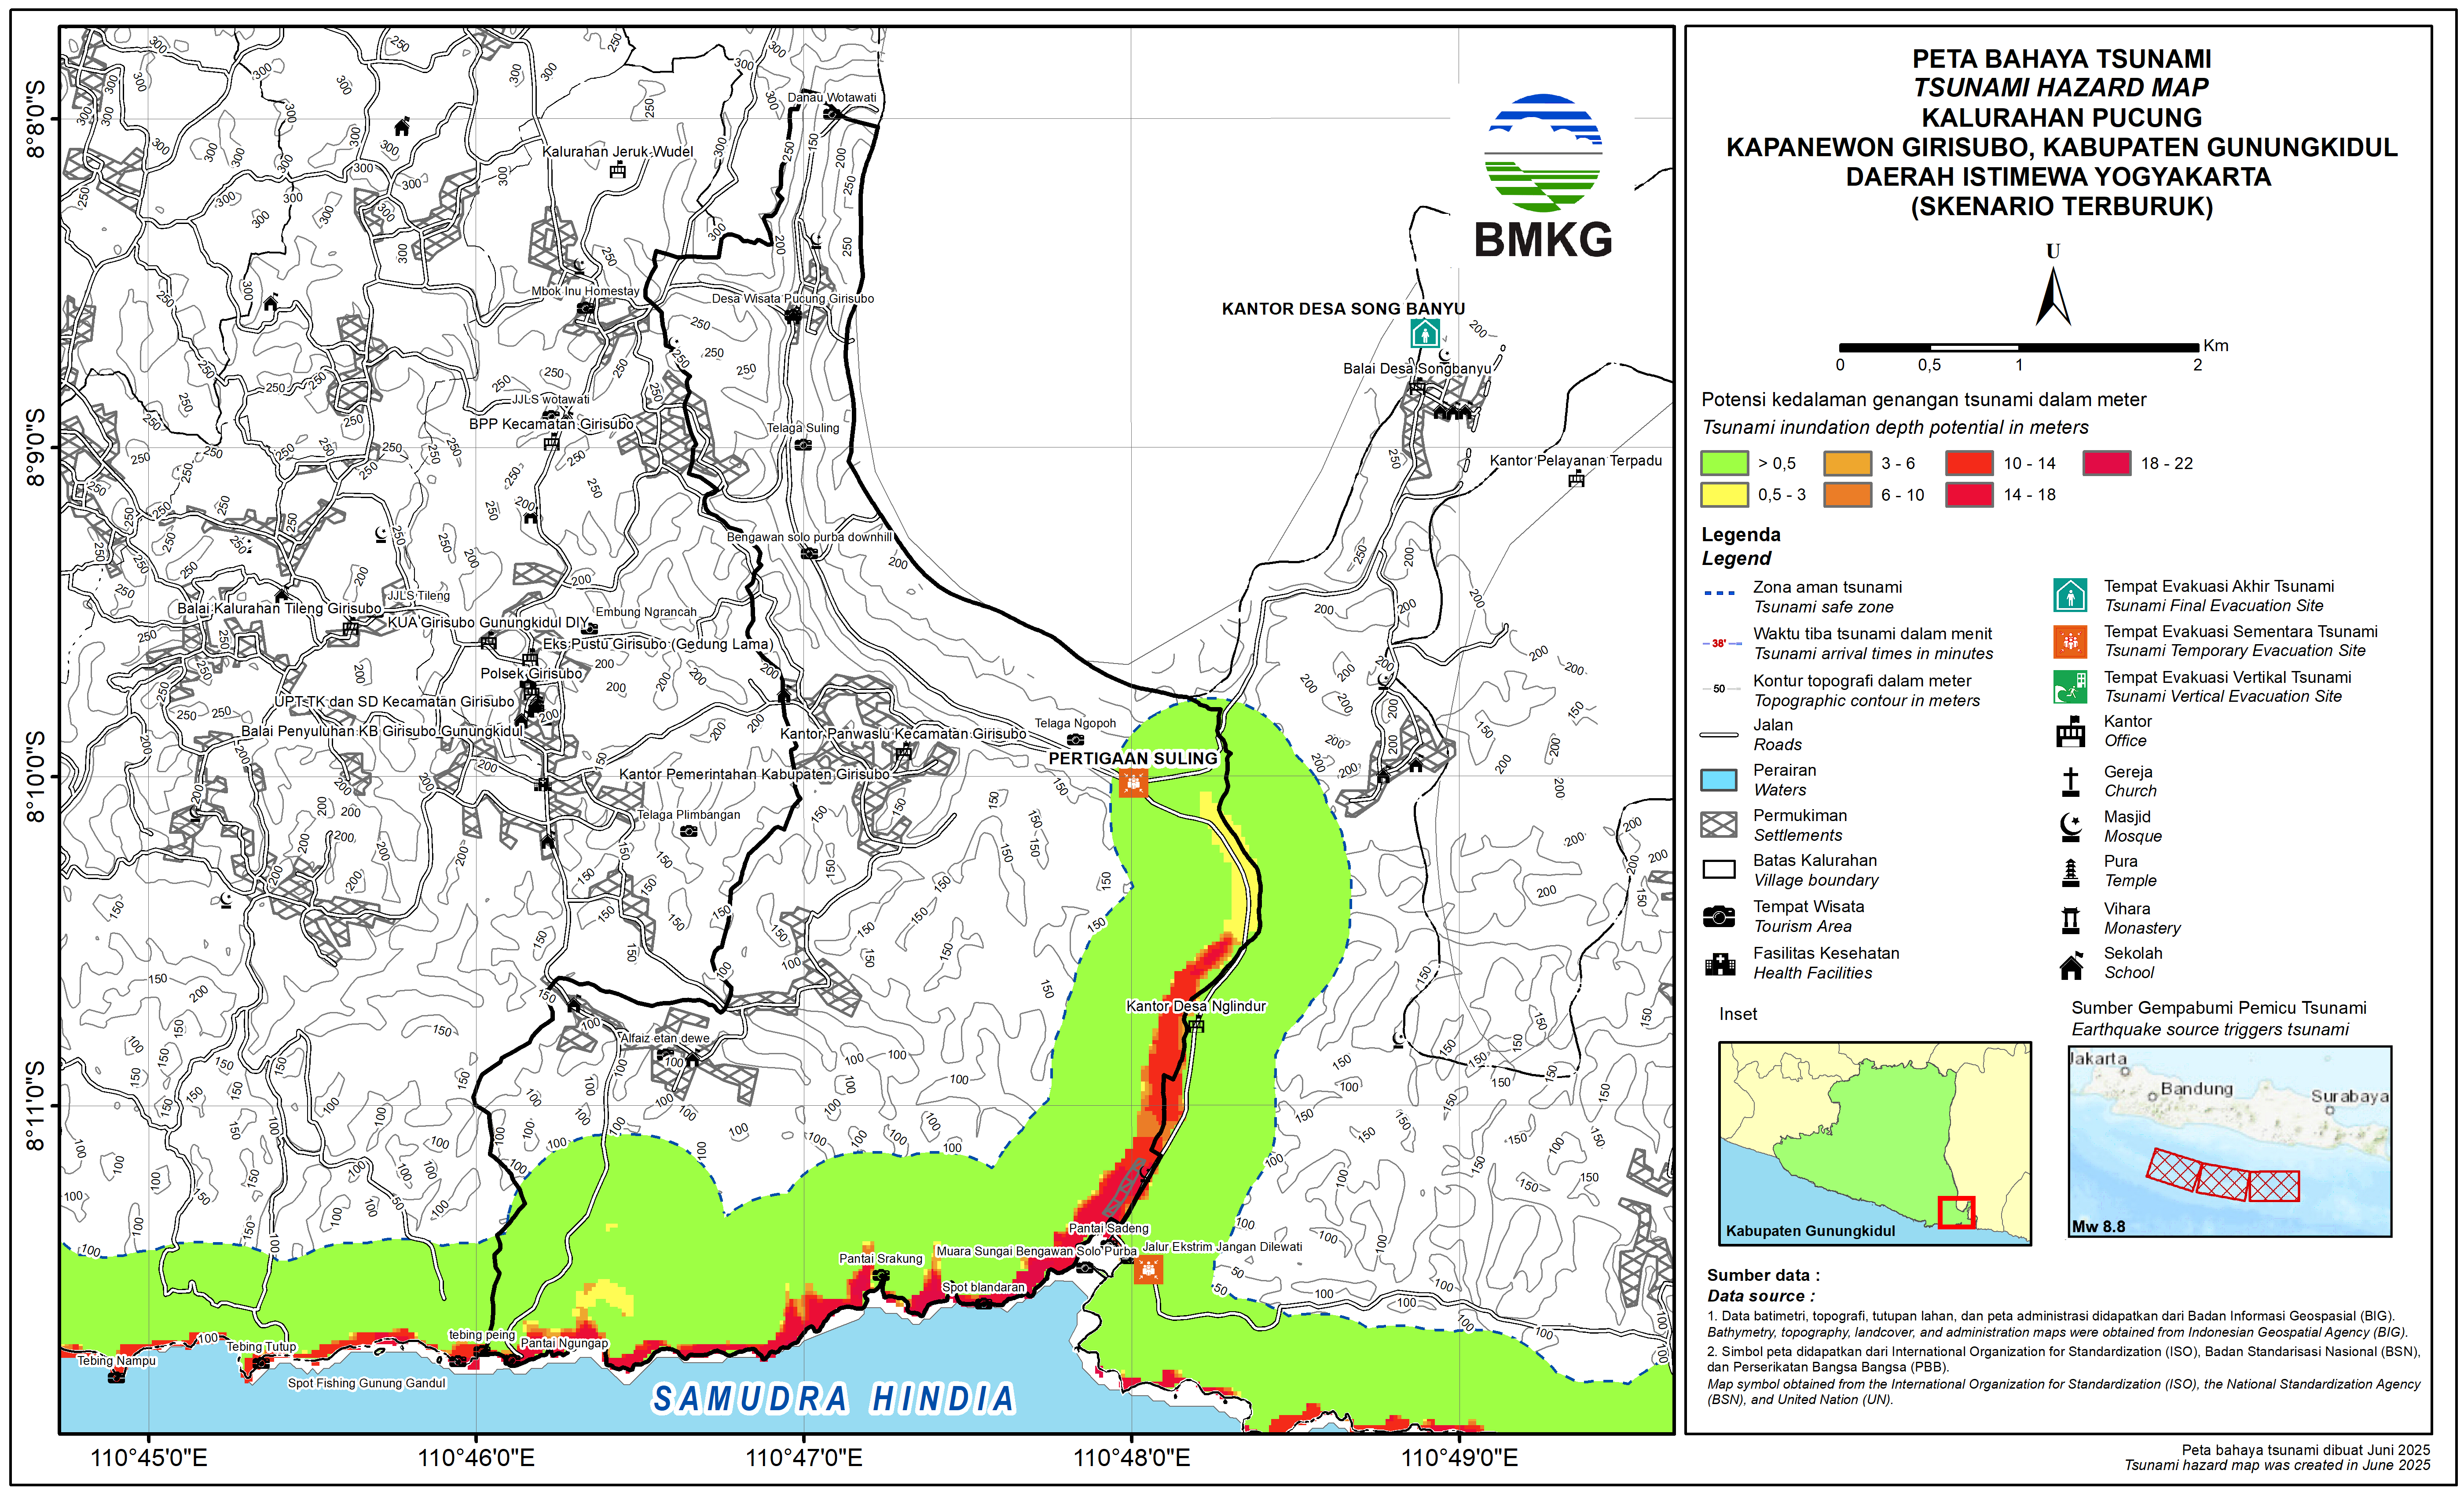 PETA BAHAYA TSUNAMI
TSUNAMI HAZARD MAP
KALURAHAN PUCUNG
KAPANEWON GIRISUBO, KABUPATEN GUNUNGKIDUL
DAERAH ISTIMEWA YOGYAKARTA
(SKENARIO TERBURUK)
U
Km
0 0,5 1 2
Potensi kedalaman genangan tsunami dalam meter
Tsunami inundation depth potential in meters
> 0,5 3 - 6 10 - 14 18 - 22
0,5 - 3 6 - 10 14 - 18
Legenda
Legend
Zona aman tsunami
Tsunami safe zone
38'
Waktu tiba tsunami dalam menit
Tsunami arrival times in minutes
50
Kontur topografi dalam meter
Topographic contour in meters
Jalan
Roads
Perairan
Waters
Permukiman
Settlements
Batas Kalurahan
Village boundary
Tempat Wisata
Tourism Area
Fasilitas Kesehatan
Health Facilities
Tempat Evakuasi Akhir Tsunami
Tsunami Final Evacuation Site
Tempat Evakuasi Sementara Tsunami
Tsunami Temporary Evacuation Site
Tempat Evakuasi Vertikal Tsunami
Tsunami Vertical Evacuation Site
Kantor
Office
Gereja
Church
Masjid
Mosque
Pura
Temple
Vihara
Monastery
Sekolah
School
Inset
Kabupaten Gunungkidul
Sumber Gempabumi Pemicu Tsunami
Earthquake source triggers tsunami
Jakarta
Bandung
Surabaya
Mw 8.8
Sumber data :
Data source :
1. Data batimetri, topografi, tutupan lahan, dan peta administrasi didapatkan dari Badan Informasi Geospasial (BIG).
Bathymetry, topography, landcover, and administration maps were obtained from Indonesian Geospatial Agency (BIG).
2. Simbol peta didapatkan dari International Organization for Standardization (ISO), Badan Standarisasi Nasional (BSN),
dan Perserikatan Bangsa Bangsa (PBB).
Map symbol obtained from the International Organization for Standardization (ISO), the National Standardization Agency
(BSN), and United Nation (UN).
Peta bahaya tsunami dibuat Juni 2025
Tsunami hazard map was created in June 2025
BMKG
Danau Wotawati
Kalurahan Jeruk Wudel
Mbok Inu Homestay
Desa Wisata Pucung Girisubo
KANTOR DESA SONG BANYU
Balai Desa Songbanyu
JJLS wotawati
BPP Kecamatan Girisubo
Telaga Suling
Kantor Pelayanan Terpadu
Bengawan solo purba downhill
JJLS Tileng
Balai Kalurahan Tileng Girisubo
Embung Ngrancah
KUA Girisubo Gunungkidul DIY
Eks Pustu Girisubo (Gedung Lama)
Polsek Girisubo
UPT TK dan SD Kecamatan Girisubo
Balai Penyuluhan KB Girisubo Gunungkidul
Telaga Ngopoh
Kantor Panwaslu Kecamatan Girisubo
PERTIGAAN SULING
Kantor Pemerintahan Kabupaten Girisubo
Telaga Plimbangan
Kantor Desa Nglindur
Alfaiz etan dewe
Pantai Sadeng
Muara Sungai Bengawan Solo Purba
Jalur Ekstrim Jangan Dilewati
Pantai Srakung
Spot blandaran
tebing peing
Pantai Ngungap
Tebing Tutup
Tebing Nampu
Spot Fishing Gunung Gandul
SAMUDRA HINDIA
8°8'0"S
8°9'0"S
8°10'0"S
8°11'0"S
110°45'0"E 110°46'0"E 110°47'0"E 110°48'0"E 110°49'0"E